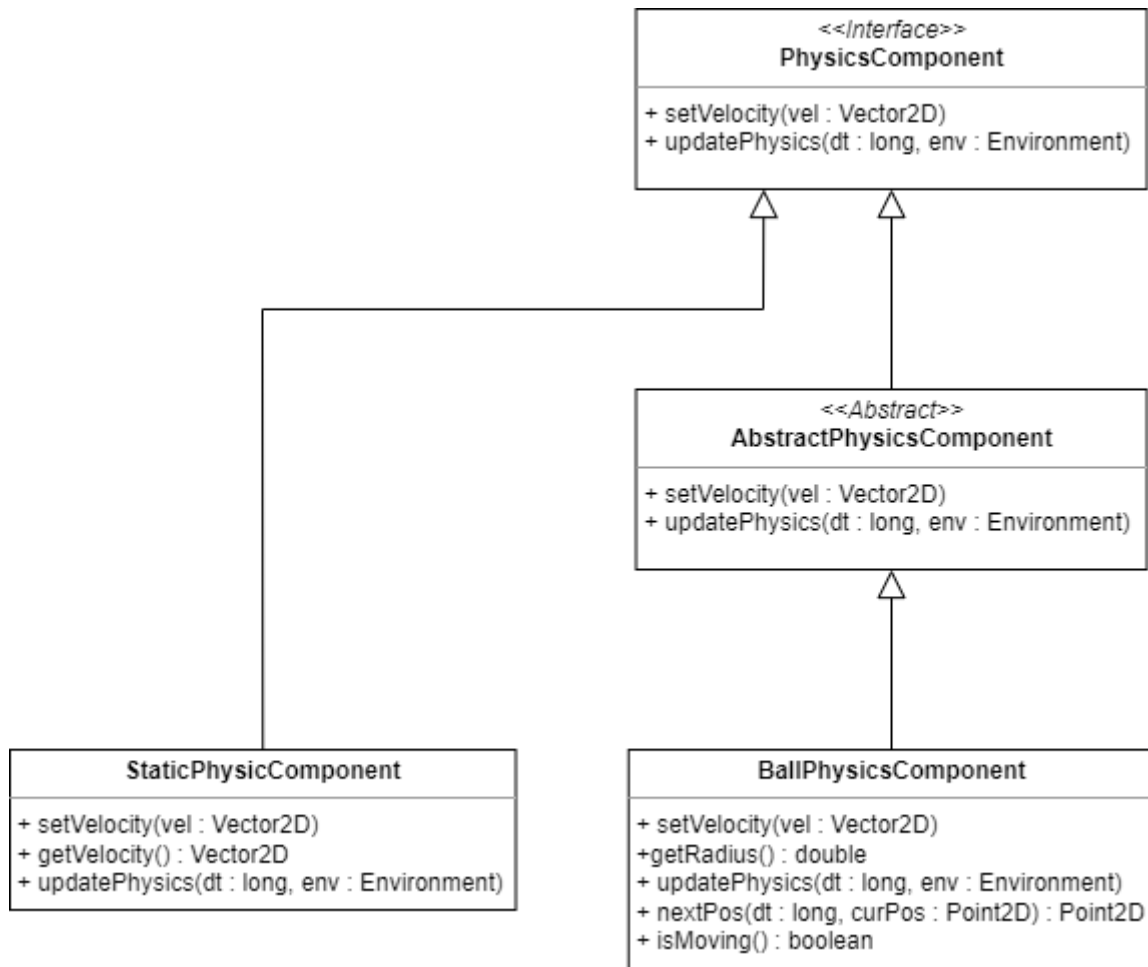 <<Interface>>
PhysicsComponent
+ setVelocity(vel : Vector2D)
+ updatePhysics(dt : long, env : Environment)
<<Abstract>>
AbstractPhysicsComponent
+ setVelocity(vel : Vector2D)
+ updatePhysics(dt : long, env : Environment)
StaticPhysicComponent
+ setVelocity(vel : Vector2D)
+ getVelocity() : Vector2D
+ updatePhysics(dt : long, env : Environment)
BallPhysicsComponent
+ setVelocity(vel : Vector2D)
+getRadius() : double
+ updatePhysics(dt : long, env : Environment)
+ nextPos(dt : long, curPos : Point2D) : Point2D
+ isMoving() : boolean